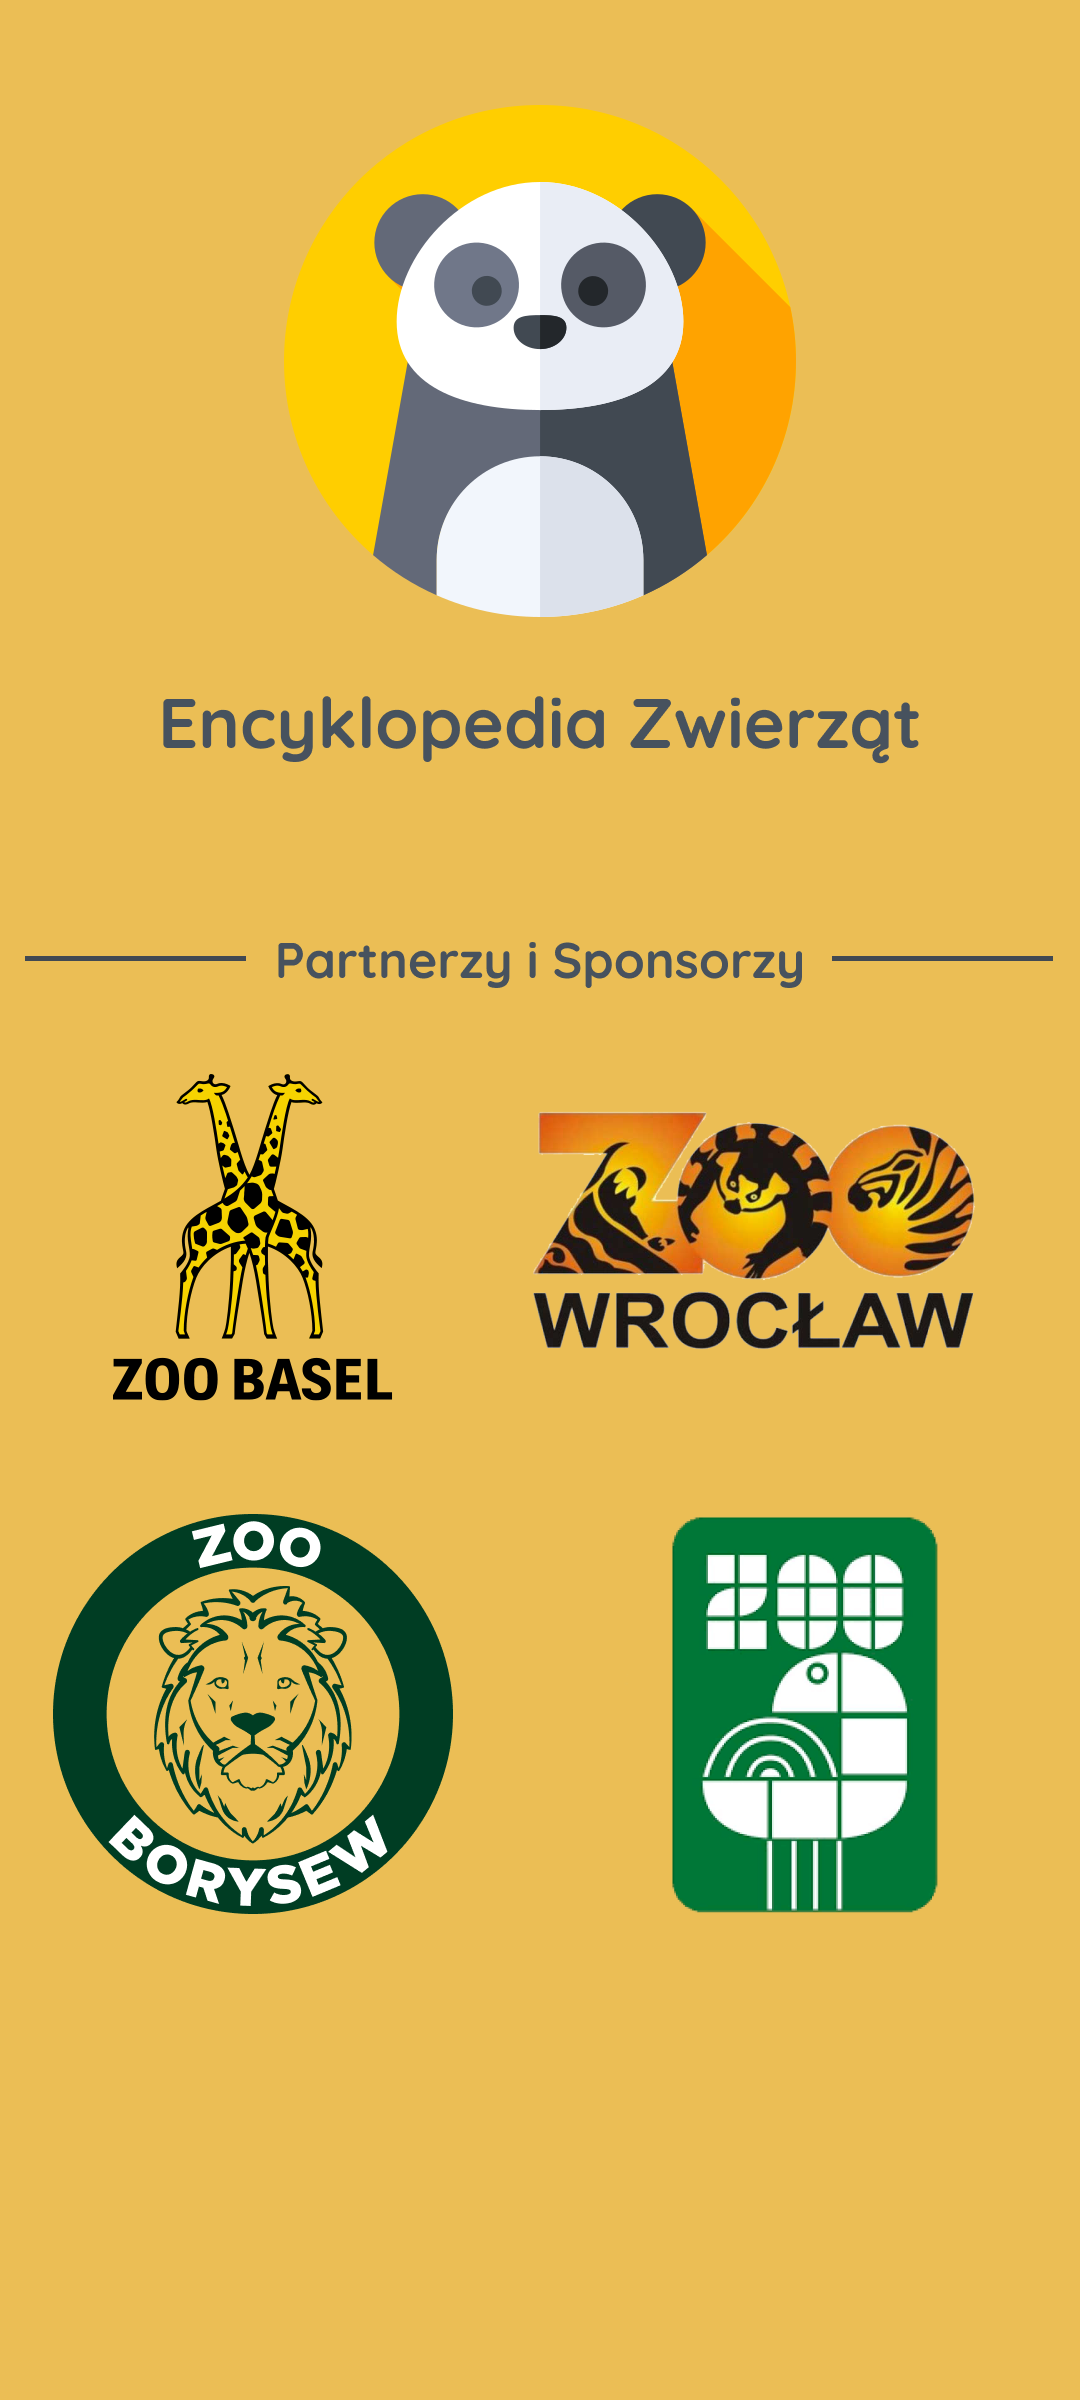 Encyklopedia Zwierząt
Partnerzy i Sponsorzy
ZOO BASEL
ZOO
WROCŁAW
ZOO
BORYSEW
ZOO